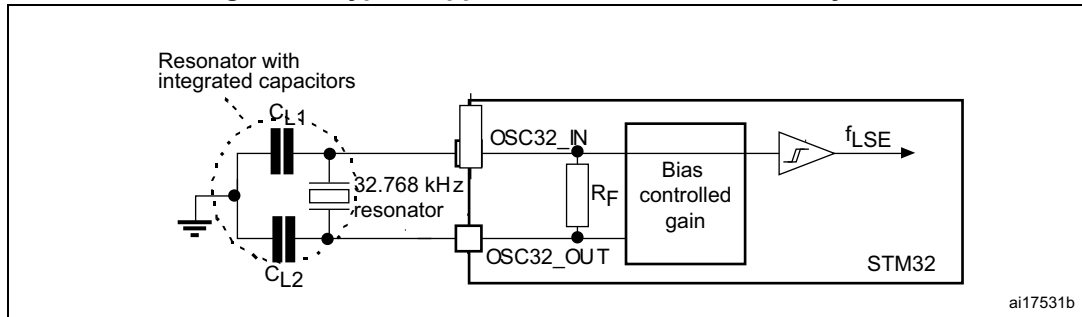 Resonator with
integrated capacitors
CL1
OSC32_IN
fLSE
Bias
controlled
gain
RF
32.768 kHz
resonator
OSC32_OUT
CL2
STM32
ai17531b